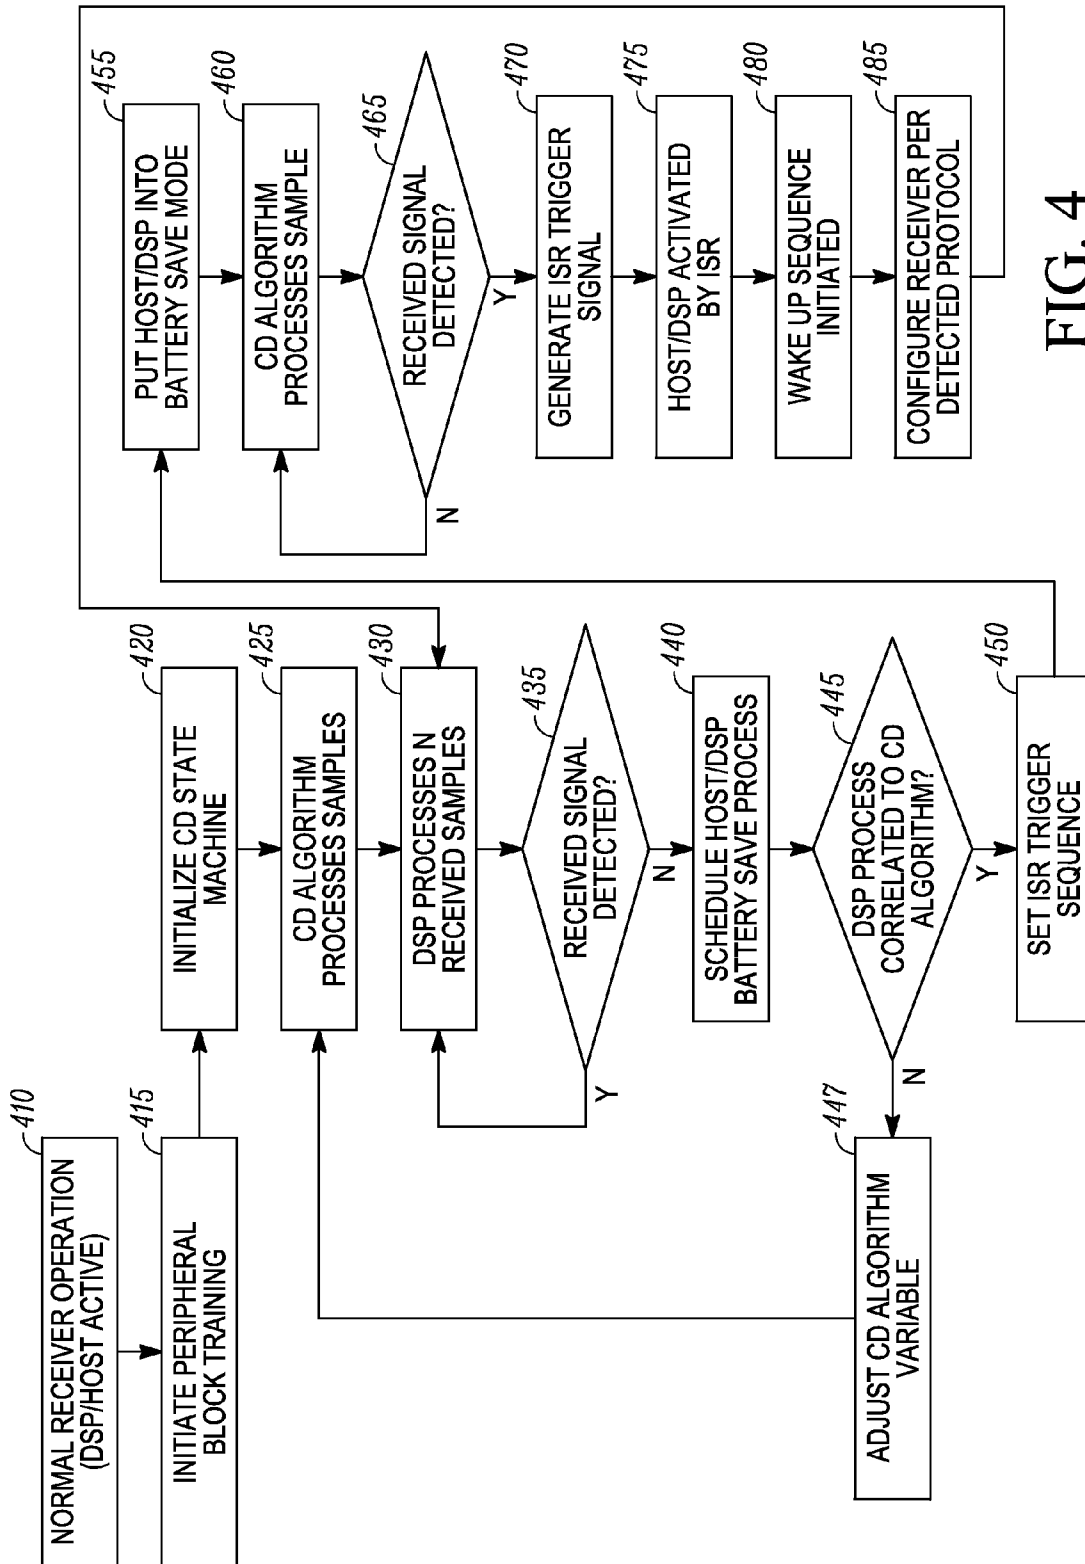 410
NORMAL RECEIVER OPERATION
(DSP/HOST ACTIVE)
415
INITIATE PERIPHERAL
BLOCK TRAINING
420
INITIALIZE CD STATE
MACHINE
425
CD ALGORITHM
PROCESSES SAMPLES
430
DSP PROCESSES N
RECEIVED SAMPLES
435
RECEIVED SIGNAL
DETECTED?
Y
N
440
SCHEDULE HOST/DSP
BATTERY SAVE PROCESS
445
DSP PROCESS
CORRELATED TO CD
ALGORITHM?
N
Y
447
ADJUST CD ALGORITHM
VARIABLE
450
SET ISR TRIGGER
SEQUENCE
455
PUT HOST/DSP INTO
BATTERY SAVE MODE
460
CD ALGORITHM
PROCESSES SAMPLE
465
RECEIVED SIGNAL
DETECTED?
N
Y
470
GENERATE ISR TRIGGER
SIGNAL
475
HOST/DSP ACTIVATED
BY ISR
480
WAKE UP SEQUENCE
INITIATED
485
CONFIGURE RECEIVER PER
DETECTED PROTOCOL
FIG. 4